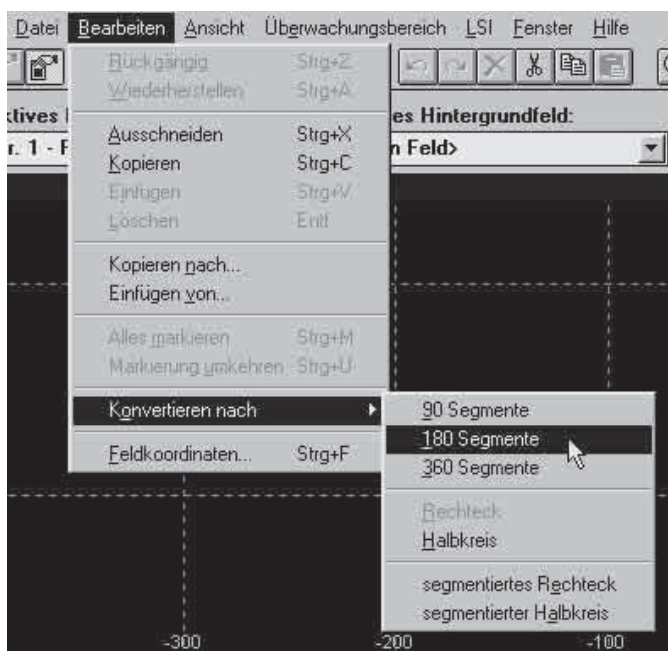 Datei Bearbeiten Ansicht Überwachungsbereich LSI Fenster Hilfe
Rückgängig Strg+Z
Wiederherstellen Strg+A
ktives
es Hintergrundfeld:
Ausschneiden Strg+X
r. 1 - F
n Feld>
Kopieren Strg+C
Einfügen Strg+V
Löschen Entf
Kopieren nach...
Einfügen von...
Alles markieren Strg+M
Markierung umkehren Strg+U
Konvertieren nach
90 Segmente
180 Segmente
Feldkoordinaten... Strg+F
360 Segmente
Rechteck
Halbkreis
segmentiertes Rechteck
segmentierter Halbkreis
-300 -200 -100